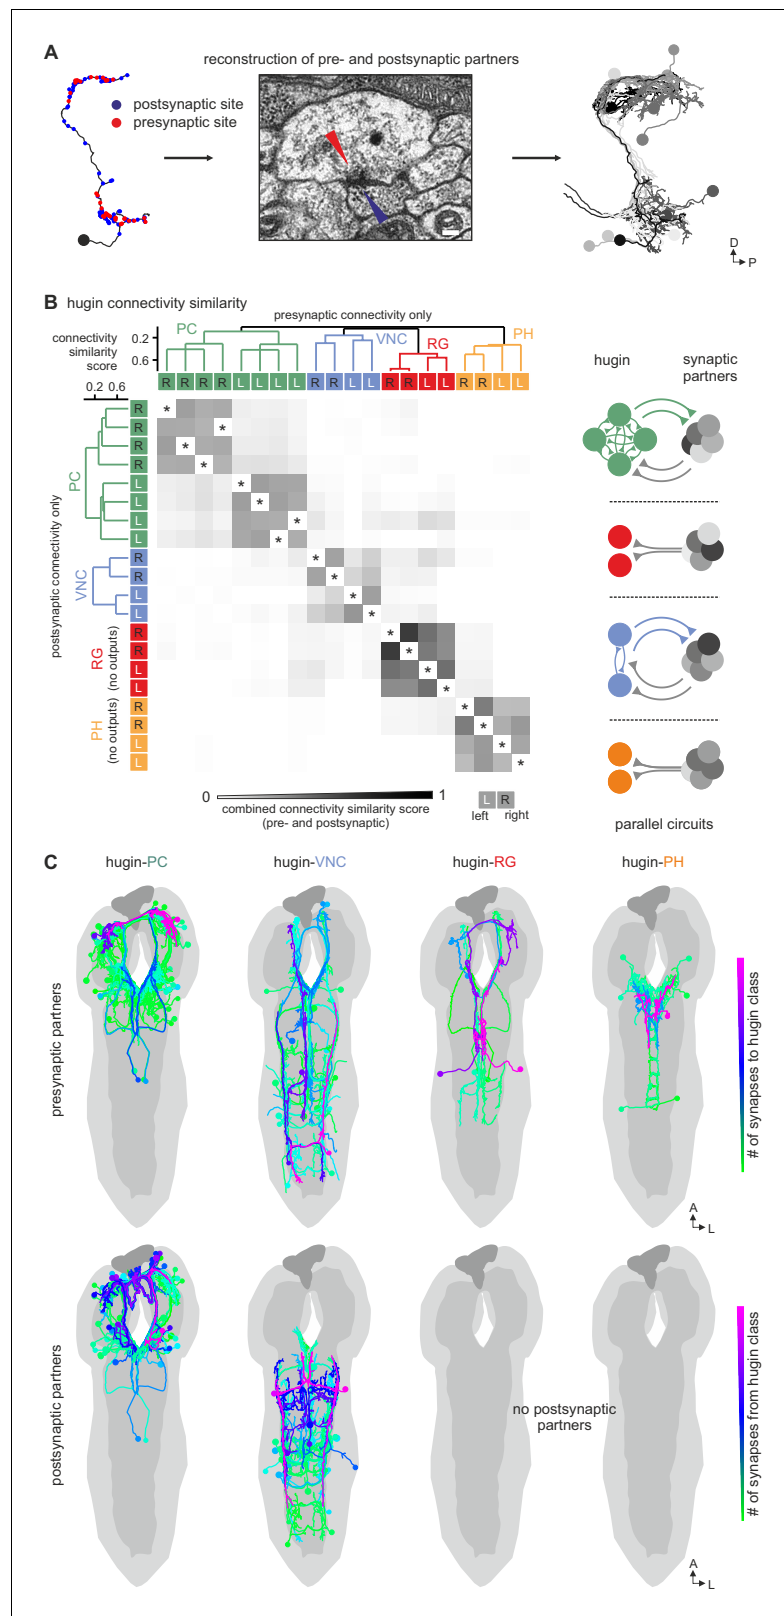 A
reconstruction of pre- and postsynaptic partners
postsynaptic site
presynaptic site
D
P
B hugin connectivity similarity
presynaptic connectivity only
connectivity
similarity
score
0.2
0.6
PC
VNC
RG
PH
0.2 0.6
R R R R L L L L R R L L R R L L R R L L
hugin
synaptic
partners
postsynaptic connectivity only
PC
VNC
RG
(no outputs)
PH
(no outputs)
R *
R *
R *
R *
L *
L *
L *
L *
R *
R *
L *
L *
R *
R *
L *
L *
R *
R *
L *
L *
0 1
combined connectivity similarity score
(pre- and postsynaptic)
L R
left right
parallel circuits
C
hugin-PC
hugin-VNC
hugin-RG
hugin-PH
presynaptic partners
# of synapses to hugin class
A
L
postsynaptic partners
no postsynaptic
partners
# of synapses from hugin class
A
L